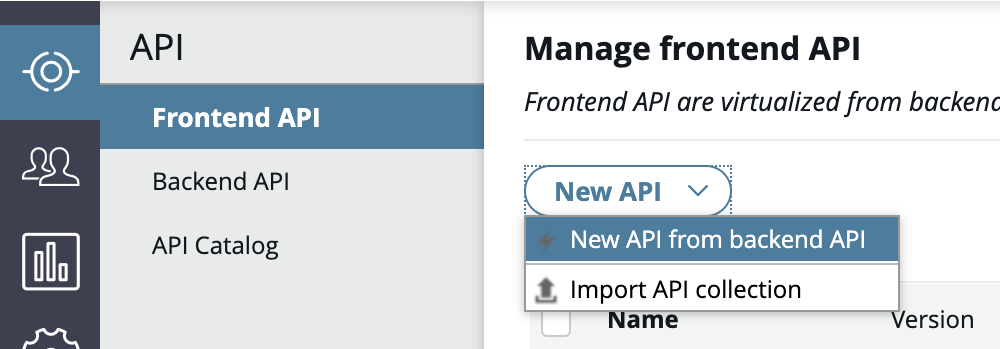 API
Frontend API
Backend API
API Catalog
Manage frontend API
Frontend API are virtualized from backend
New API
New API from backend API
Import API collection
Name Version